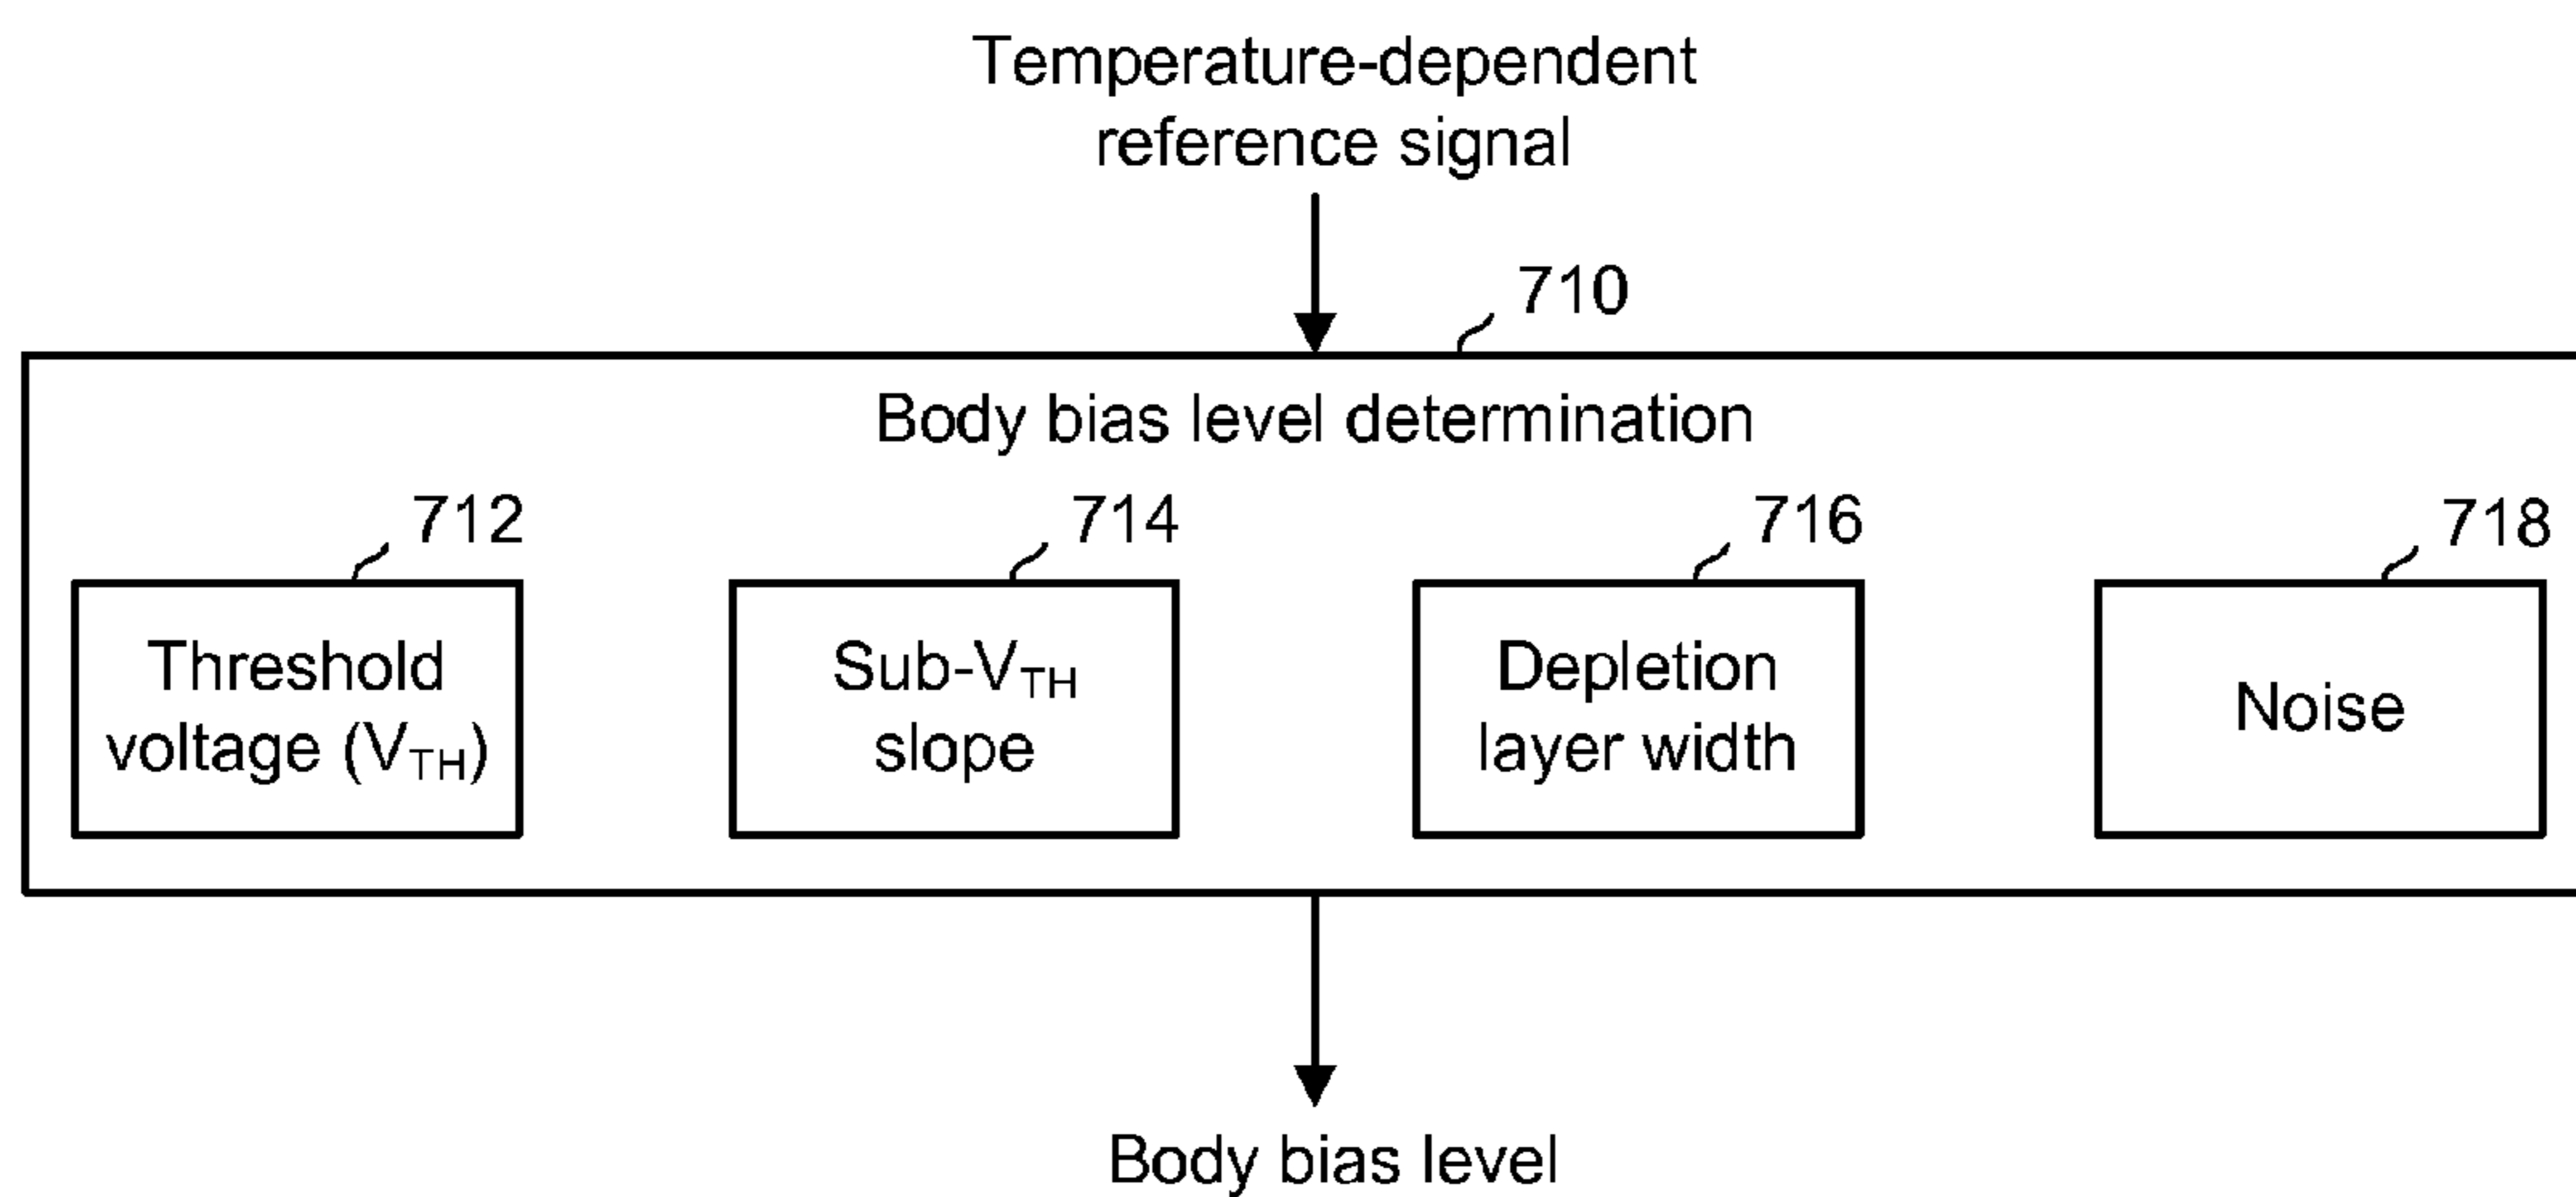 Temperature-dependent
reference signal
710
Body bias level determination
712
714
716
718
Threshold
voltage (VTH)
Sub-VTH
slope
Depletion
layer width
Noise
Body bias level